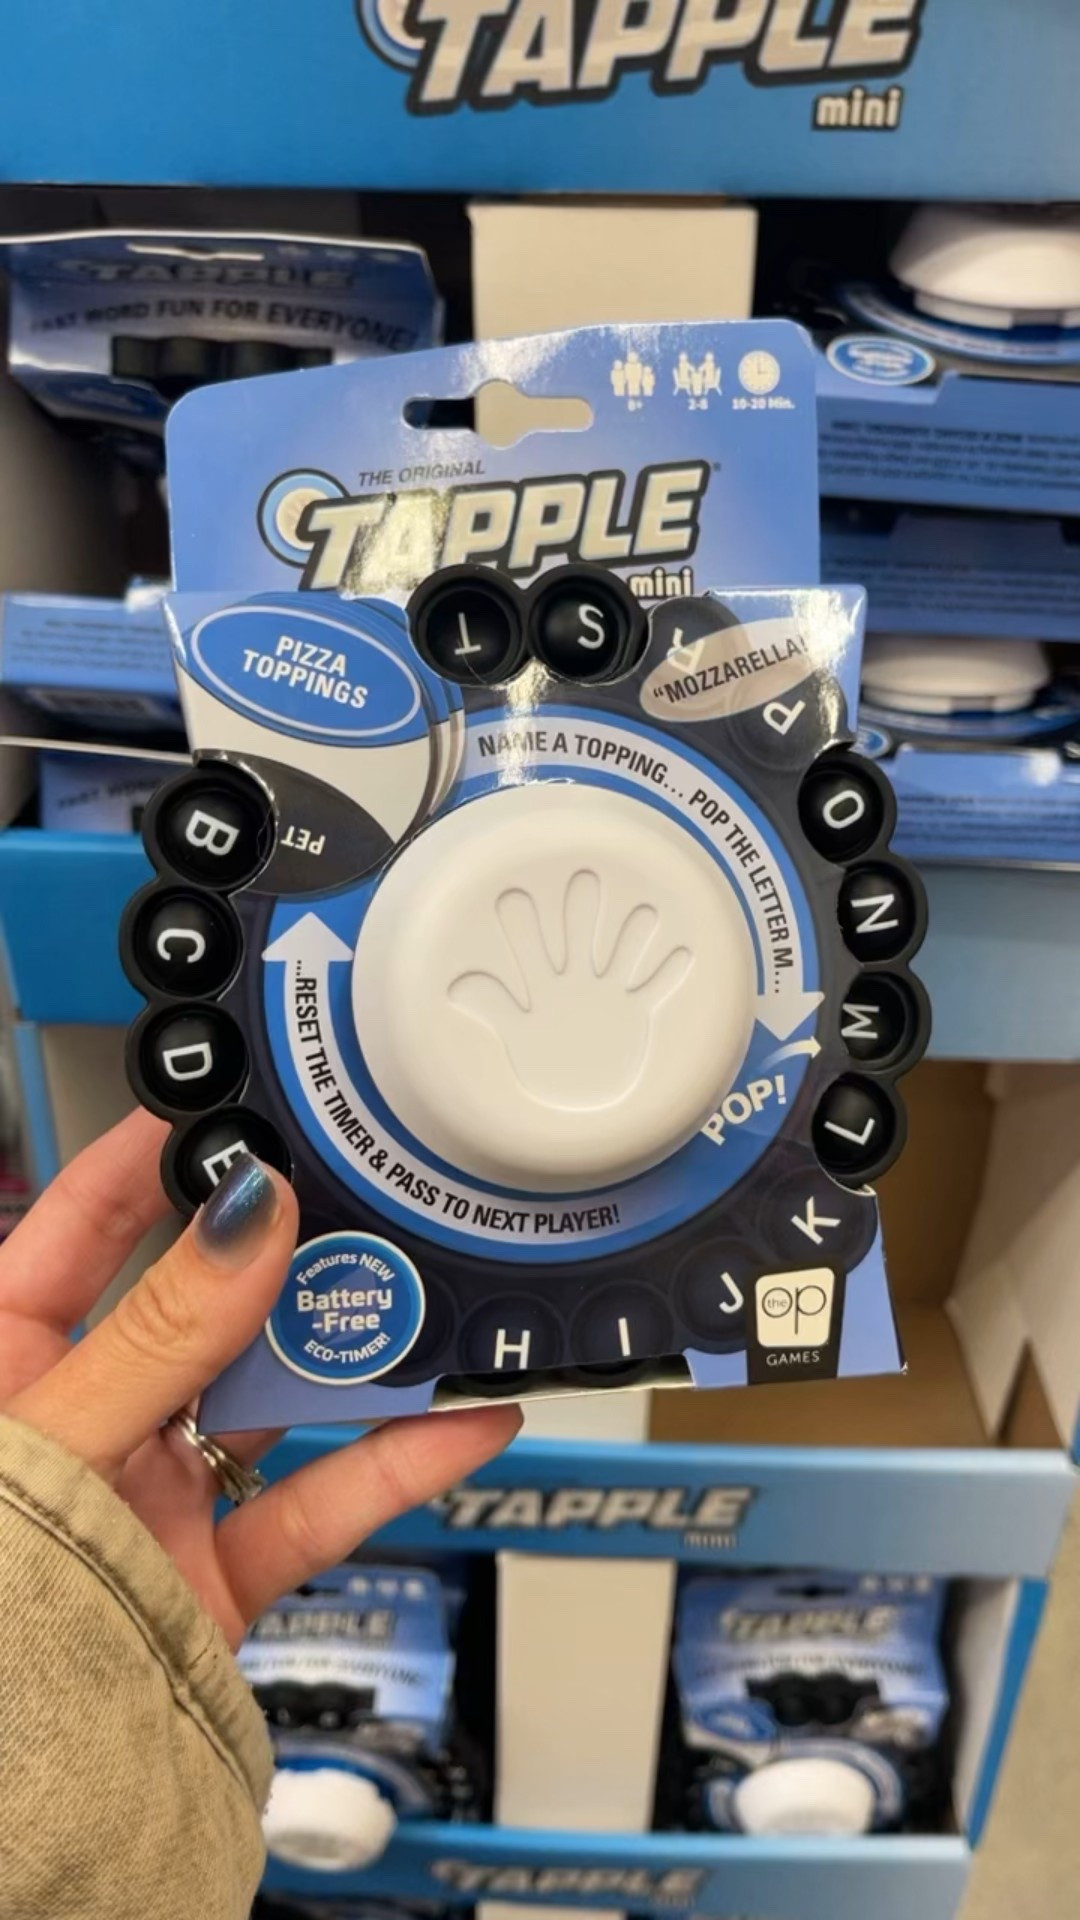 TAPPLE
mini
TAPPLE
FAST WORD FUN FOR EVERYONE!
8+
2-8
10-20 Min.
THE ORIGINAL
TAPPLE
mini
PIZZA
TOPPINGS
PET
T
S
R
"MOZZARELLA!
P
O
N
M
L
K
J
I
H
B
C
D
E
NAME A TOPPING... POP THE LETTER M...
POP!
...RESET THE TIMER & PASS TO NEXT PLAYER!
Features NEW
Battery
-Free
ECO-TIMER!
the op
GAMES
TAPPLE
mini
TAPPLE
TAPPLE
TAPPLE